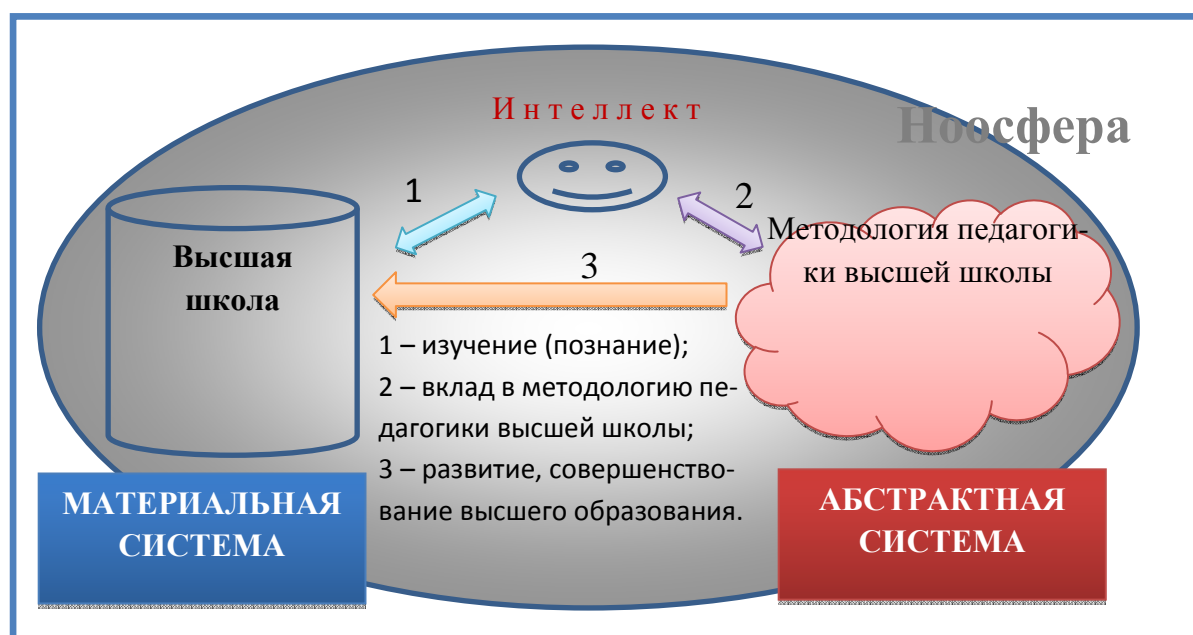 И н т е л л е к т
Ноосфера
1
2
Высшая
школа
Методология педагоги-
ки высшей школы
3
1 – изучение (познание);
2 – вклад в методологию пе-
дагогики высшей школы;
3 – развитие, совершенство-
вание высшего образования.
МАТЕРИАЛЬНАЯ
СИСТЕМА
АБСТРАКТНАЯ
СИСТЕМА